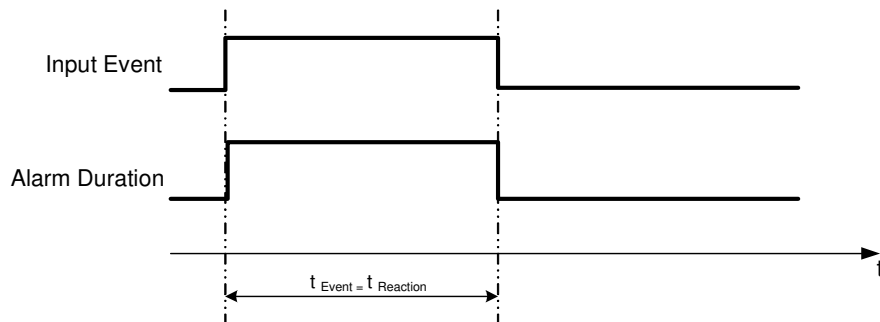 Input Event
Alarm Duration
t
t Event = t Reaction